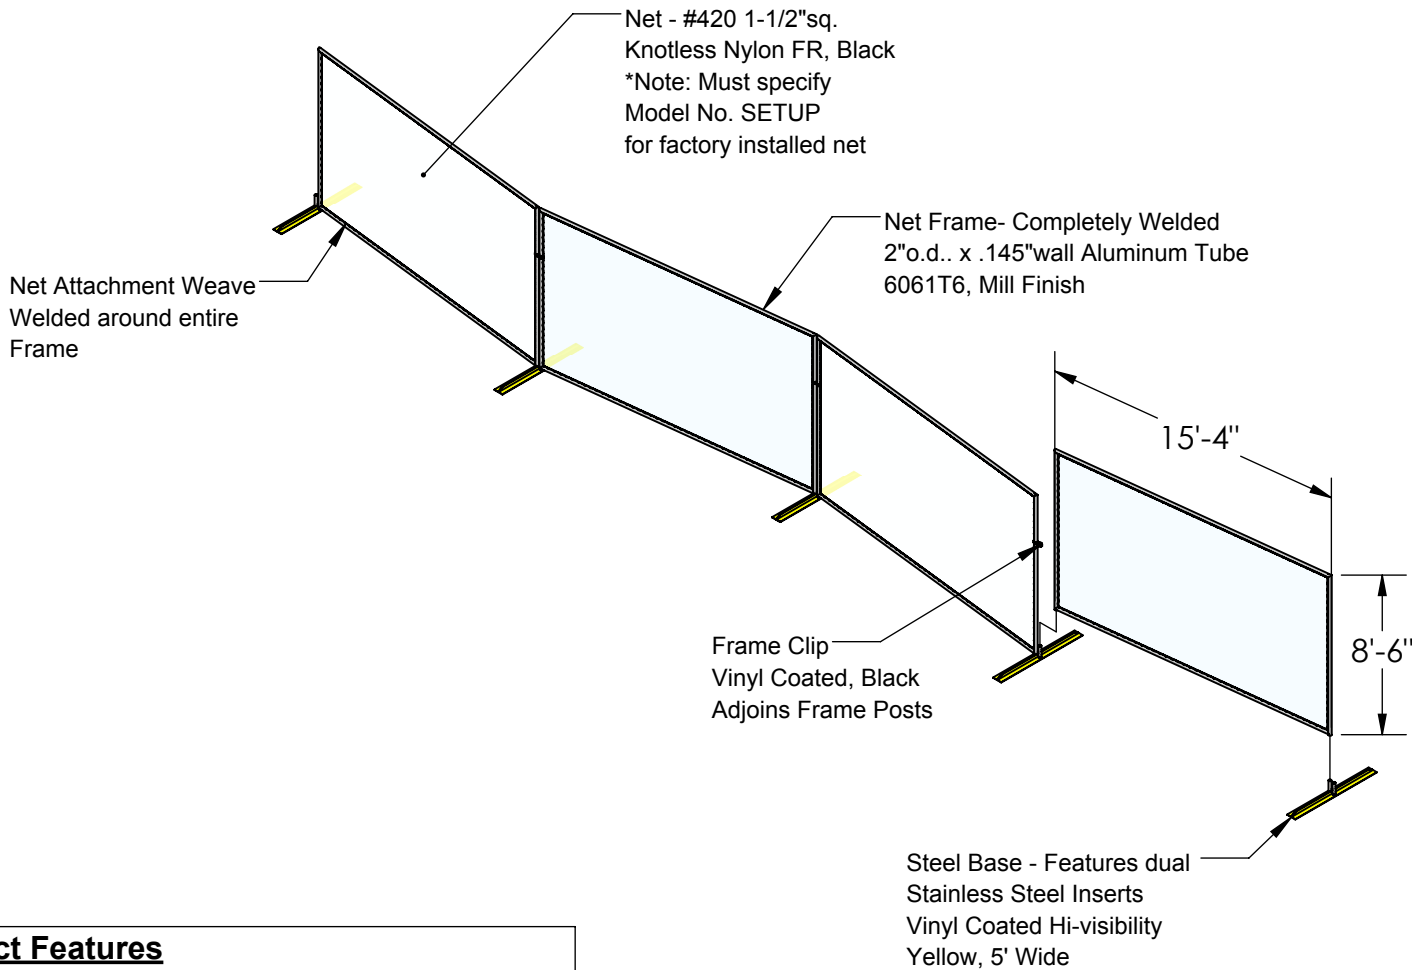 Net - #420 1-1/2"sq.
Knotless Nylon FR, Black
*Note: Must specify
Model No. SETUP
for factory installed net
Net Frame- Completely Welded
2"o.d.. x .145"wall Aluminum Tube
6061T6, Mill Finish
Net Attachment Weave
Welded around entire
Frame
15'-4"
8'-6"
Frame Clip
Vinyl Coated, Black
Adjoins Frame Posts
Steel Base - Features dual
Stainless Steel Inserts
Vinyl Coated Hi-visibility
Yellow, 5' Wide
ct Features